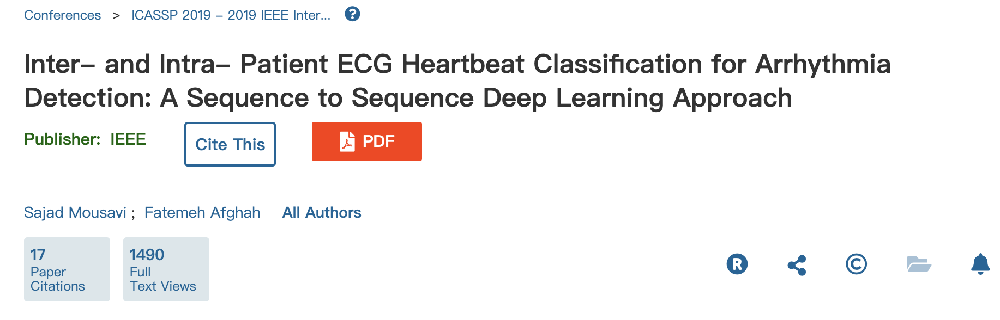 Conferences > ICASSP 2019 - 2019 IEEE Inter... ?
Inter- and Intra- Patient ECG Heartbeat Classification for Arrhythmia
Detection: A Sequence to Sequence Deep Learning Approach
Publisher: IEEE Cite This PDF
Sajad Mousavi ; Fatemeh Afghah All Authors
17
Paper
Citations
1490
Full
Text Views
R ©